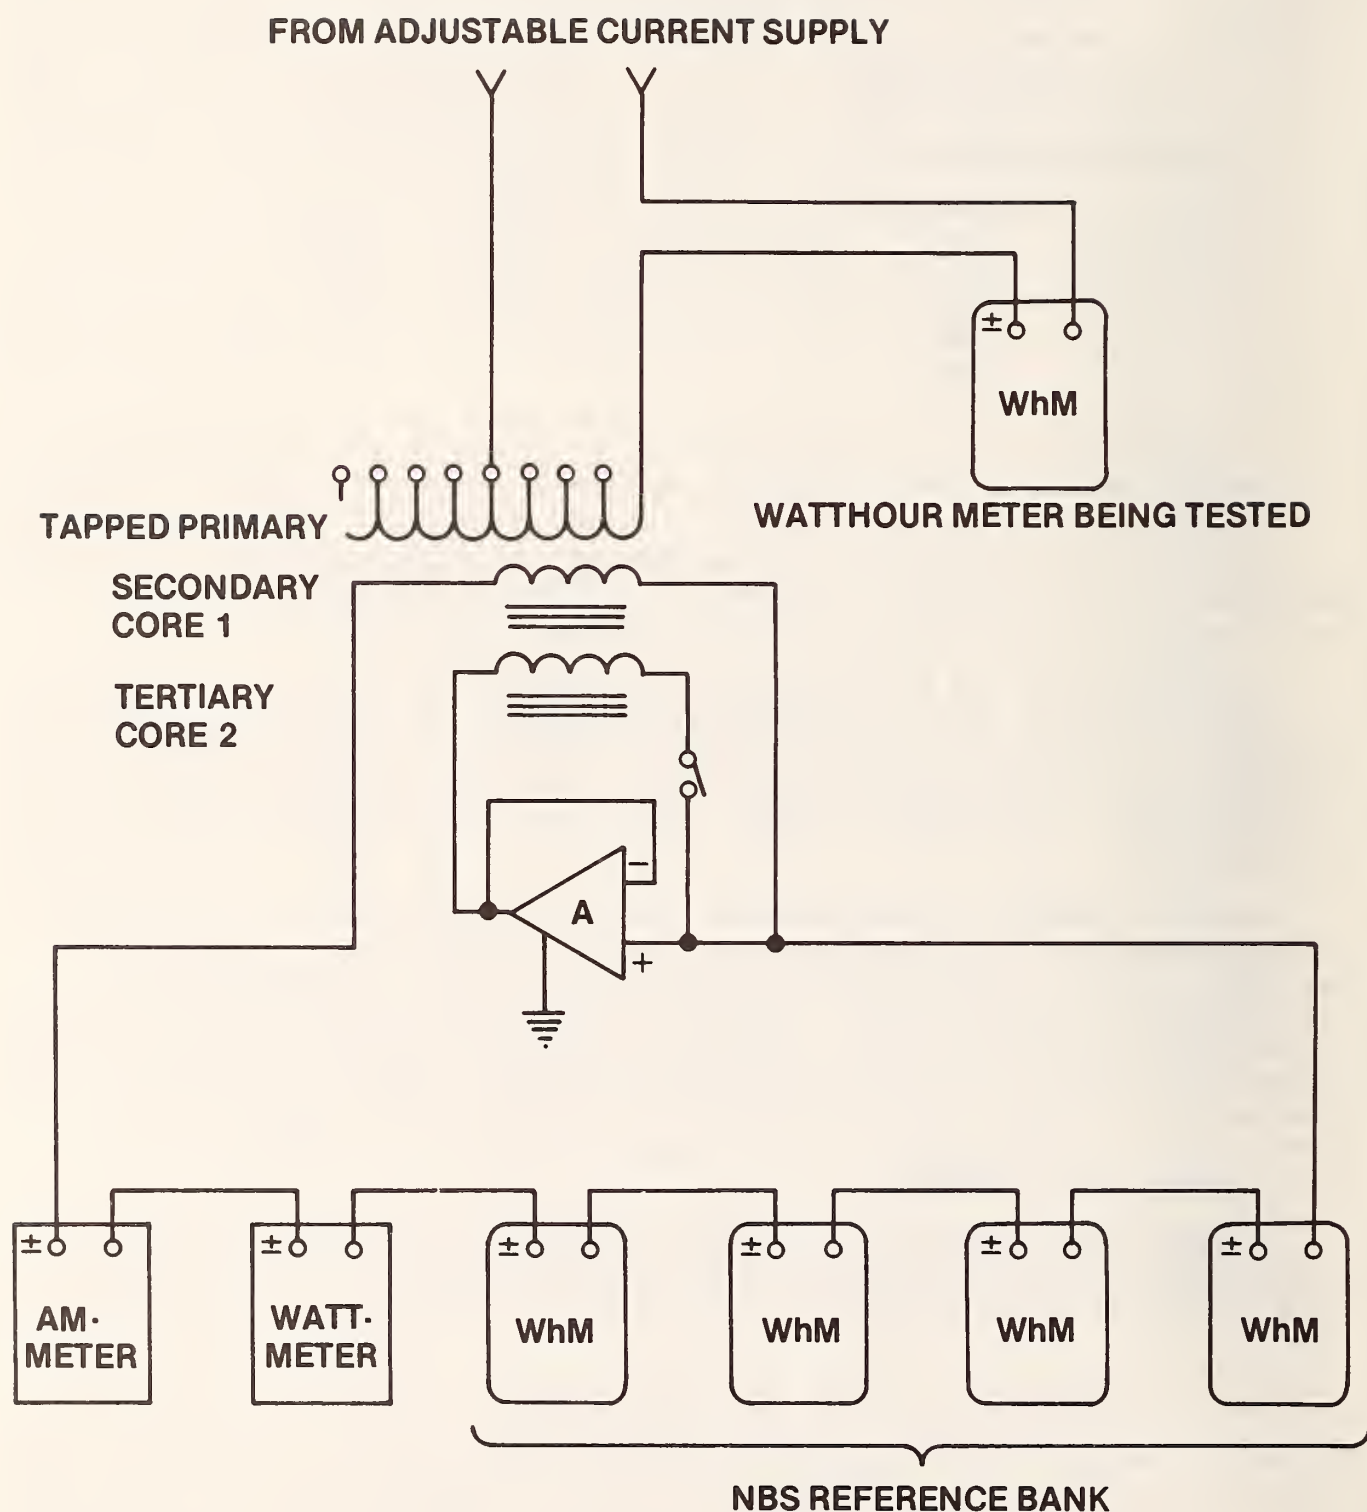 FROM ADJUSTABLE CURRENT SUPPLY
±
WhM
WATTHOUR METER BEING TESTED
TAPPED PRIMARY
SECONDARY
CORE 1
TERTIARY
CORE 2
−
A
+
± ± ± ± ± ±
AM-
METER
WATT-
METER
WhM WhM WhM WhM
NBS REFERENCE BANK